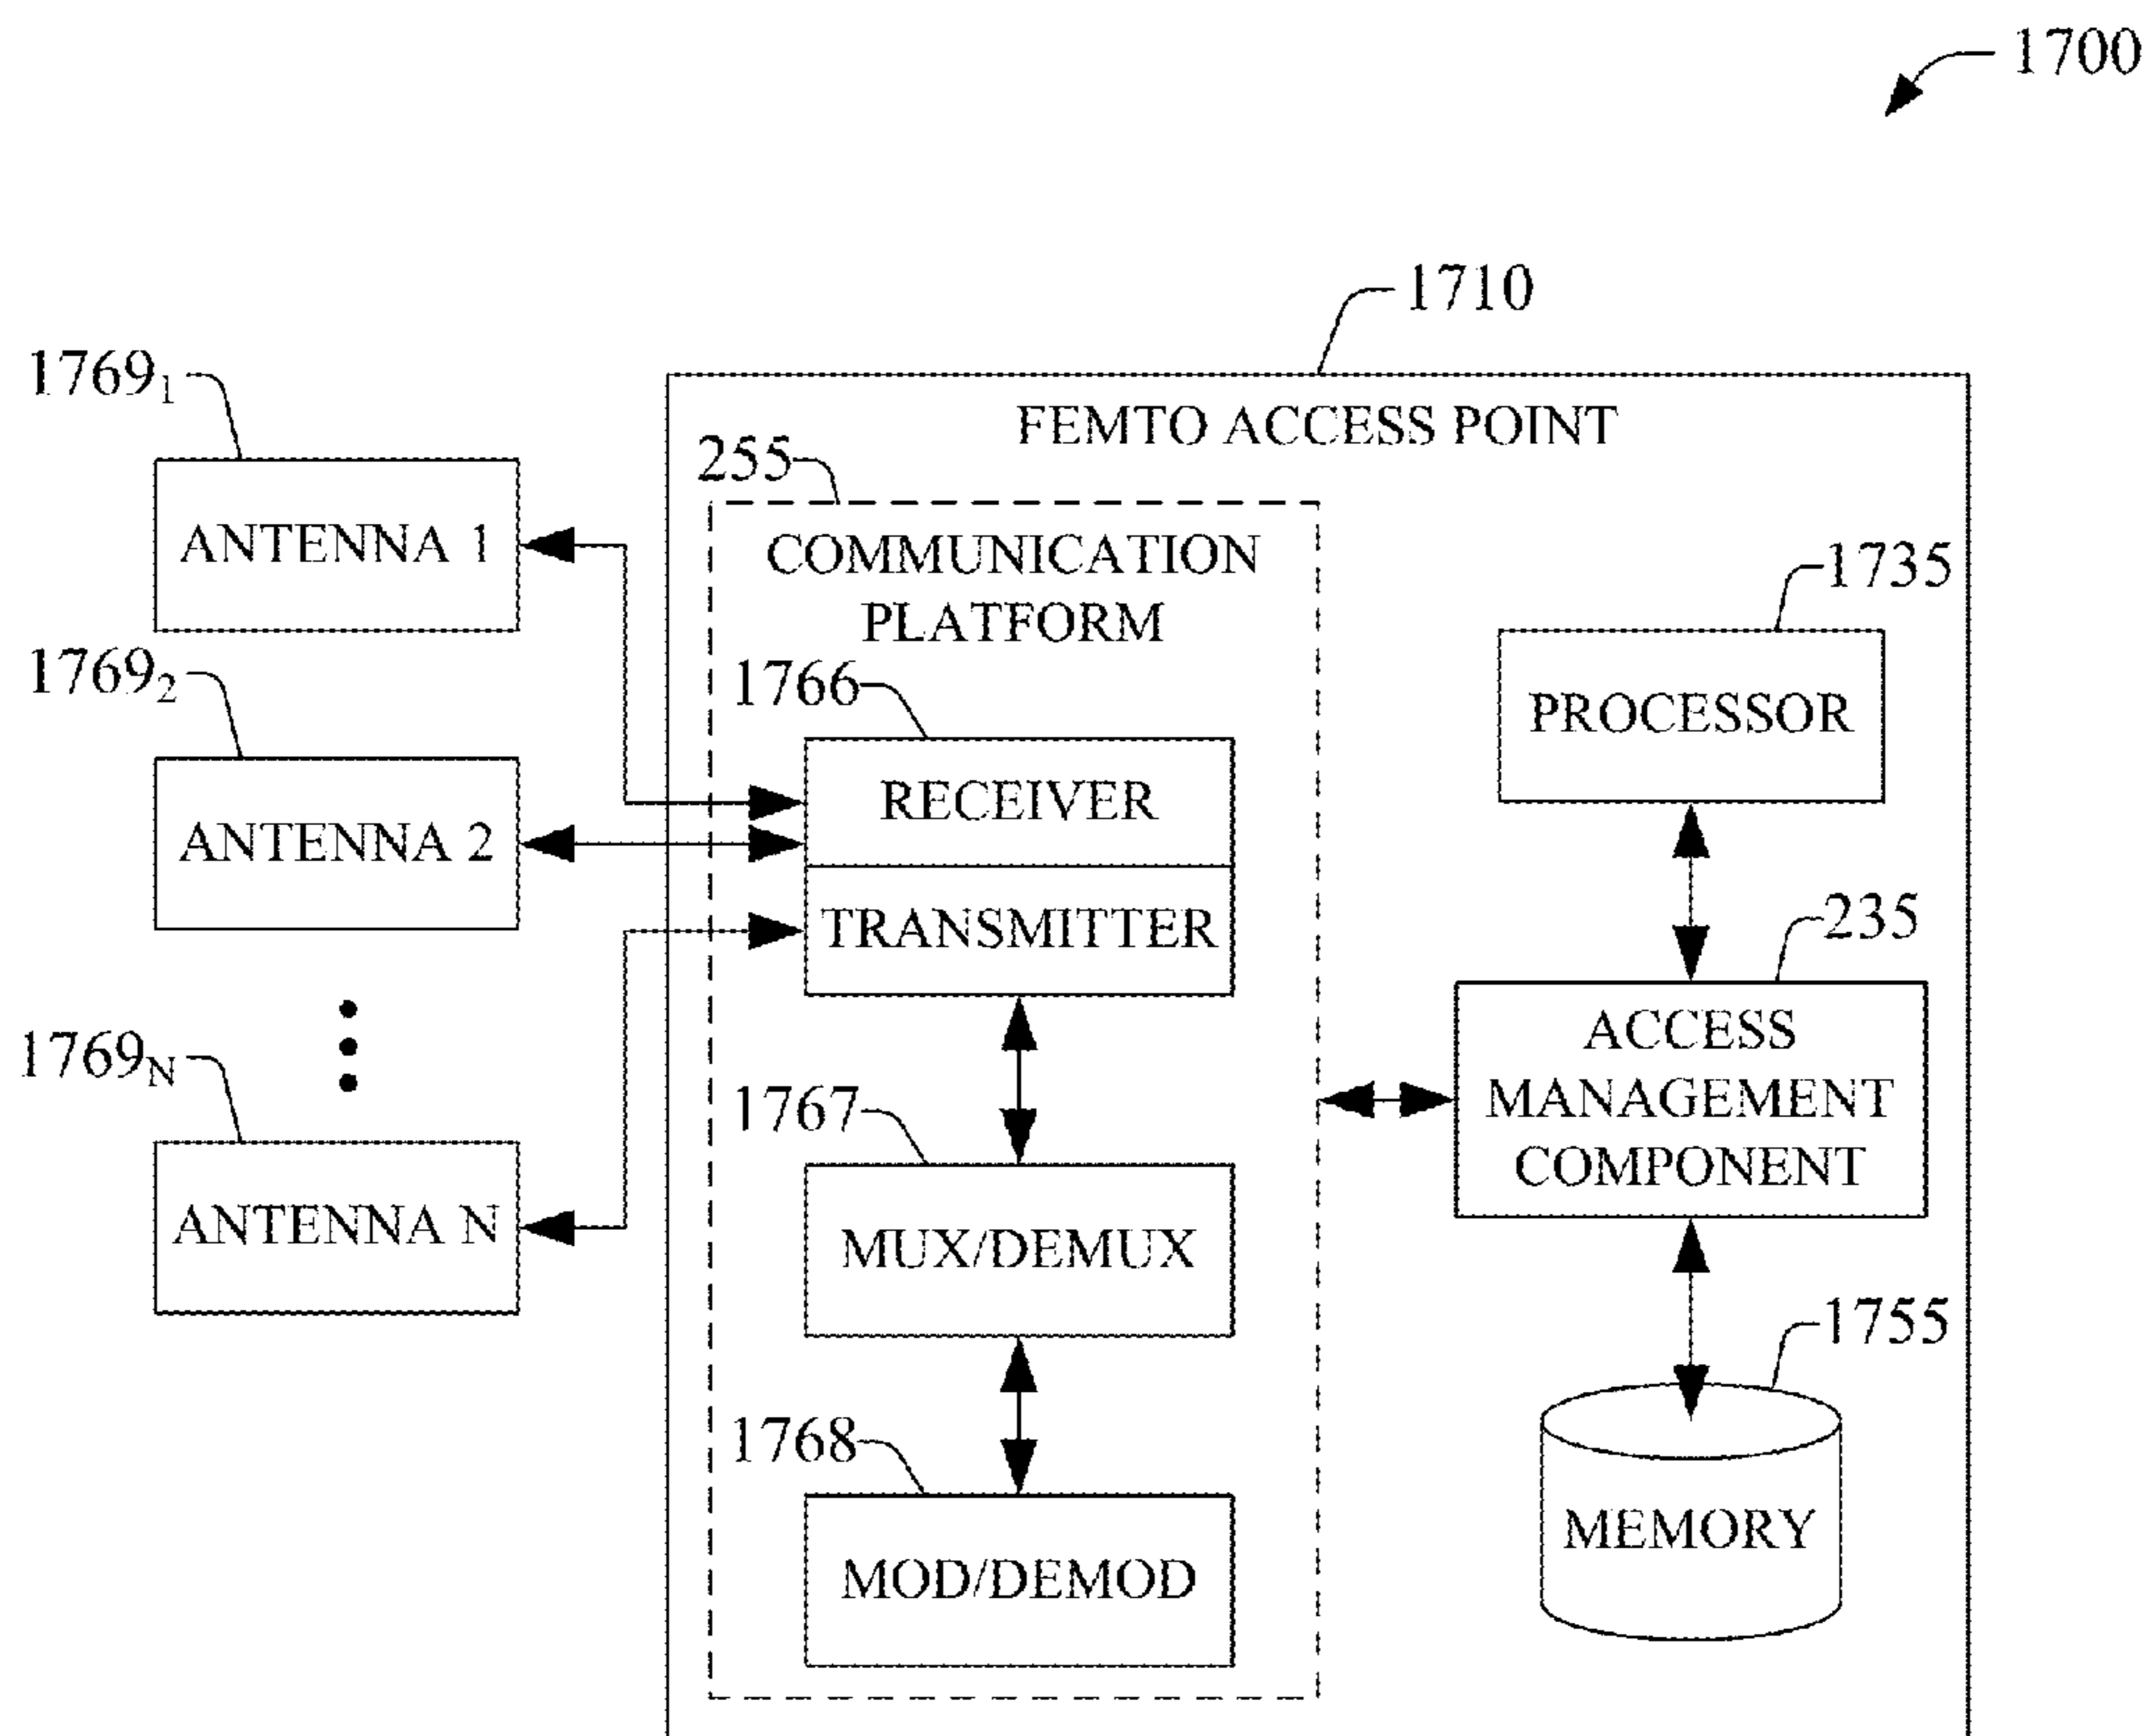 1700
1710
1769₁
FEMTO ACCESS POINT
255
ANTENNA 1
COMMUNICATION
PLATFORM
1735
1769₂
1766
PROCESSOR
RECEIVER
ANTENNA 2
TRANSMITTER
235
1769N
ACCESS
MANAGEMENT
COMPONENT
1767
ANTENNA N
MUX/DEMUX
1755
1768
MEMORY
MOD/DEMOD